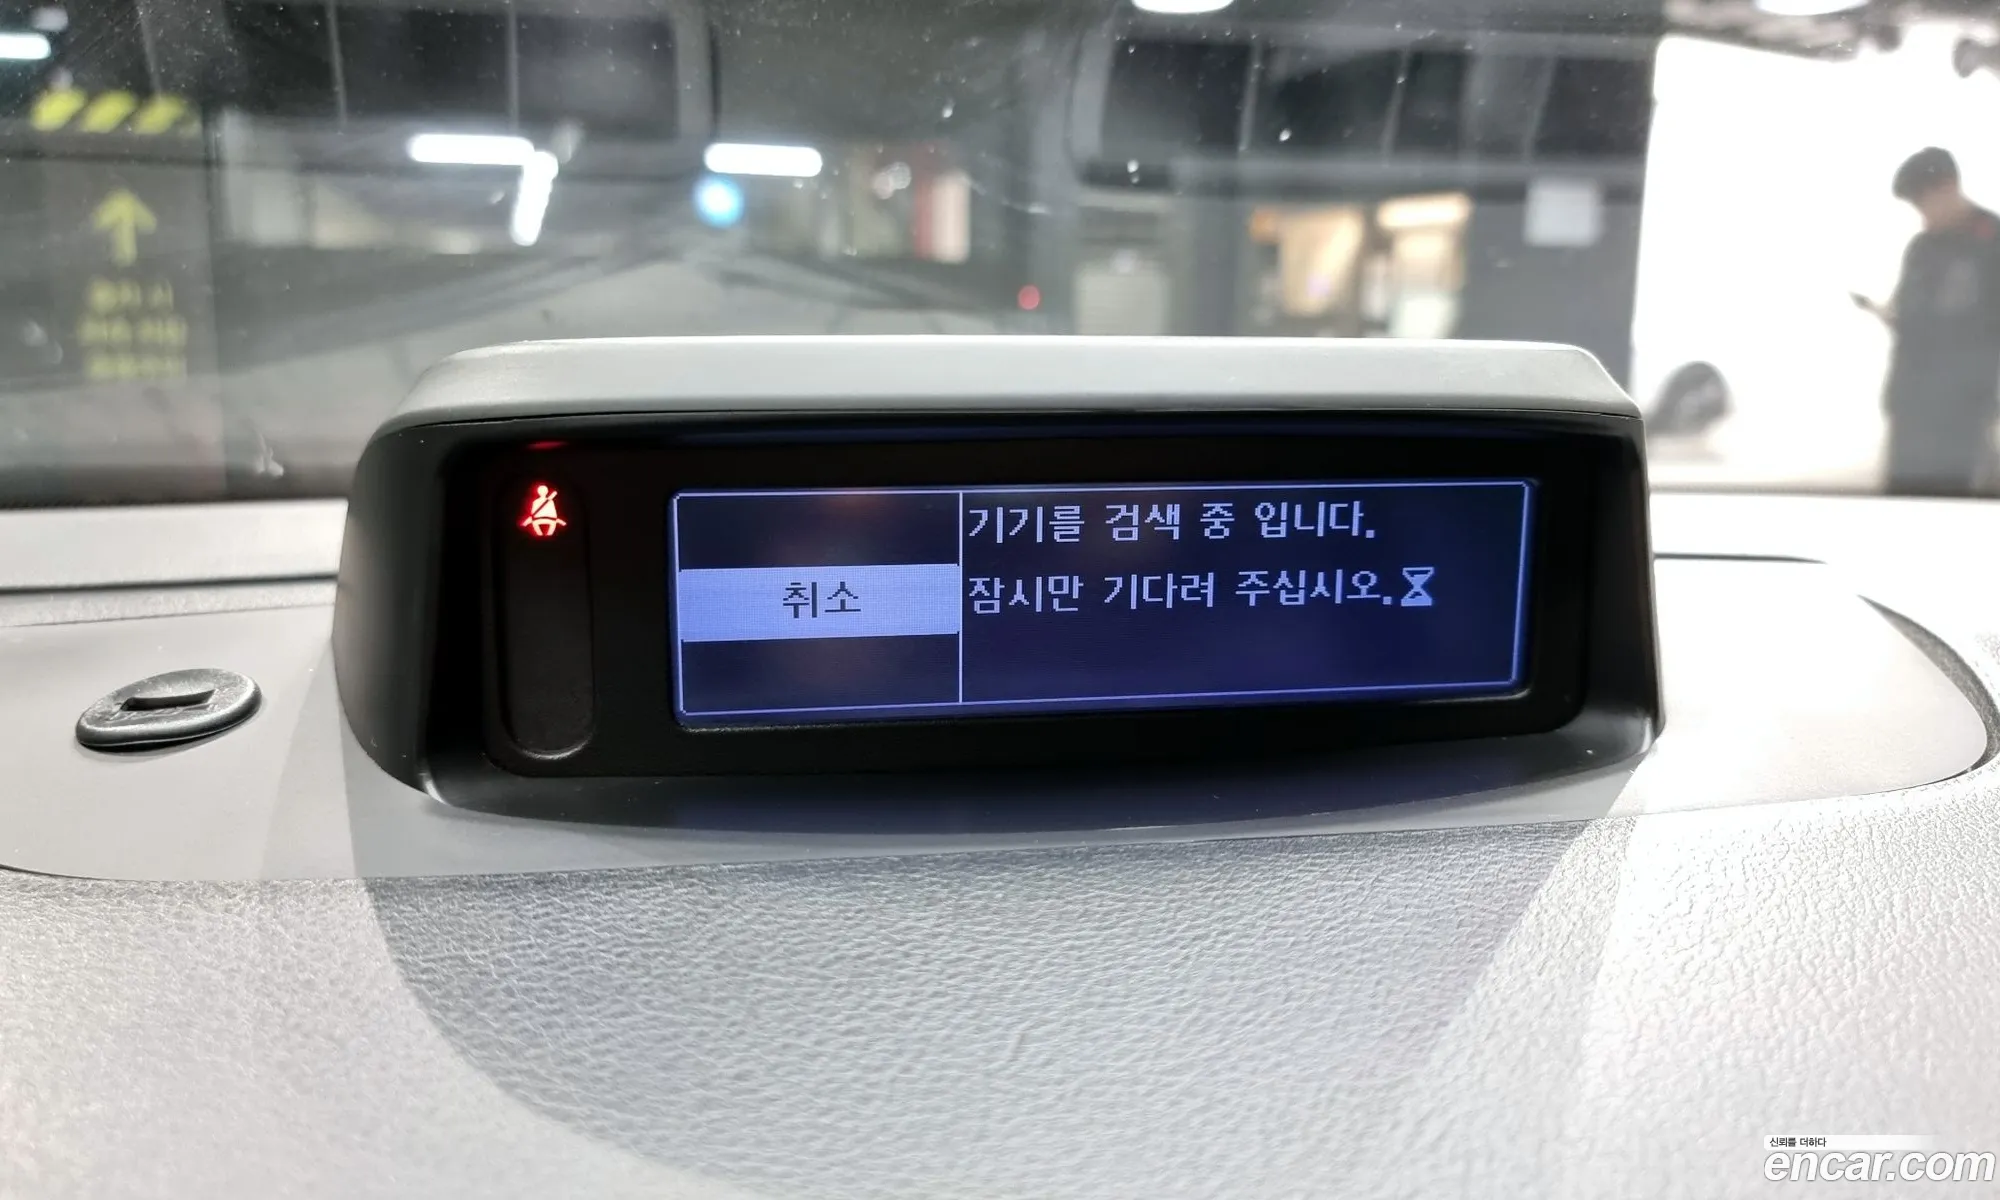 취소
기기를 검색 중 입니다.
잠시만 기다려 주십시오.
신뢰를 더하다
encar.com